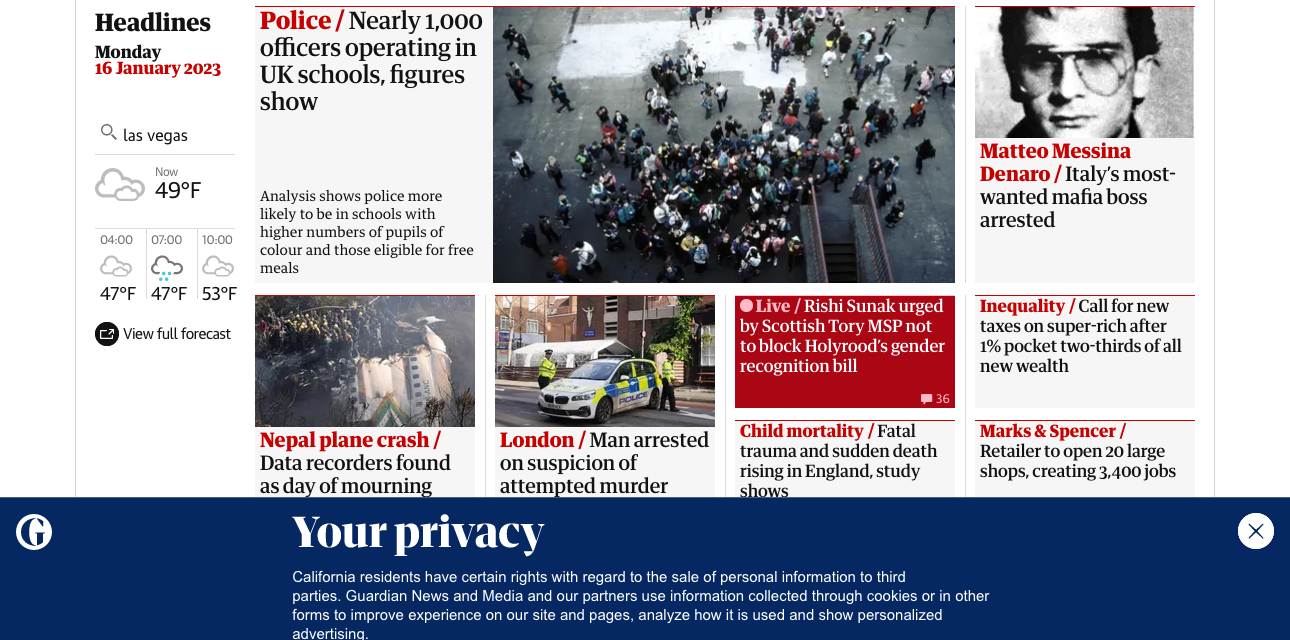 Headlines
Monday
16 January 2023
las vegas
Now
49°F
04:00
07:00
10:00
47°F
47°F
53°F
View full forecast
Police / Nearly 1,000
officers operating in
UK schools, figures
show
Analysis shows police more
likely to be in schools with
higher numbers of pupils of
colour and those eligible for free
meals
Matteo Messina
Denaro / Italy’s most-
wanted mafia boss
arrested
Nepal plane crash /
Data recorders found
as day of mourning
POLICE
London / Man arrested
on suspicion of
attempted murder
Live / Rishi Sunak urged
by Scottish Tory MSP not
to block Holyrood’s gender
recognition bill
36
Child mortality / Fatal
trauma and sudden death
rising in England, study
shows
Inequality / Call for new
taxes on super-rich after
1% pocket two-thirds of all
new wealth
Marks & Spencer /
Retailer to open 20 large
shops, creating 3,400 jobs
G
Your privacy
California residents have certain rights with regard to the sale of personal information to third
parties. Guardian News and Media and our partners use information collected through cookies or in other
forms to improve experience on our site and pages, analyze how it is used and show personalized
advertising.